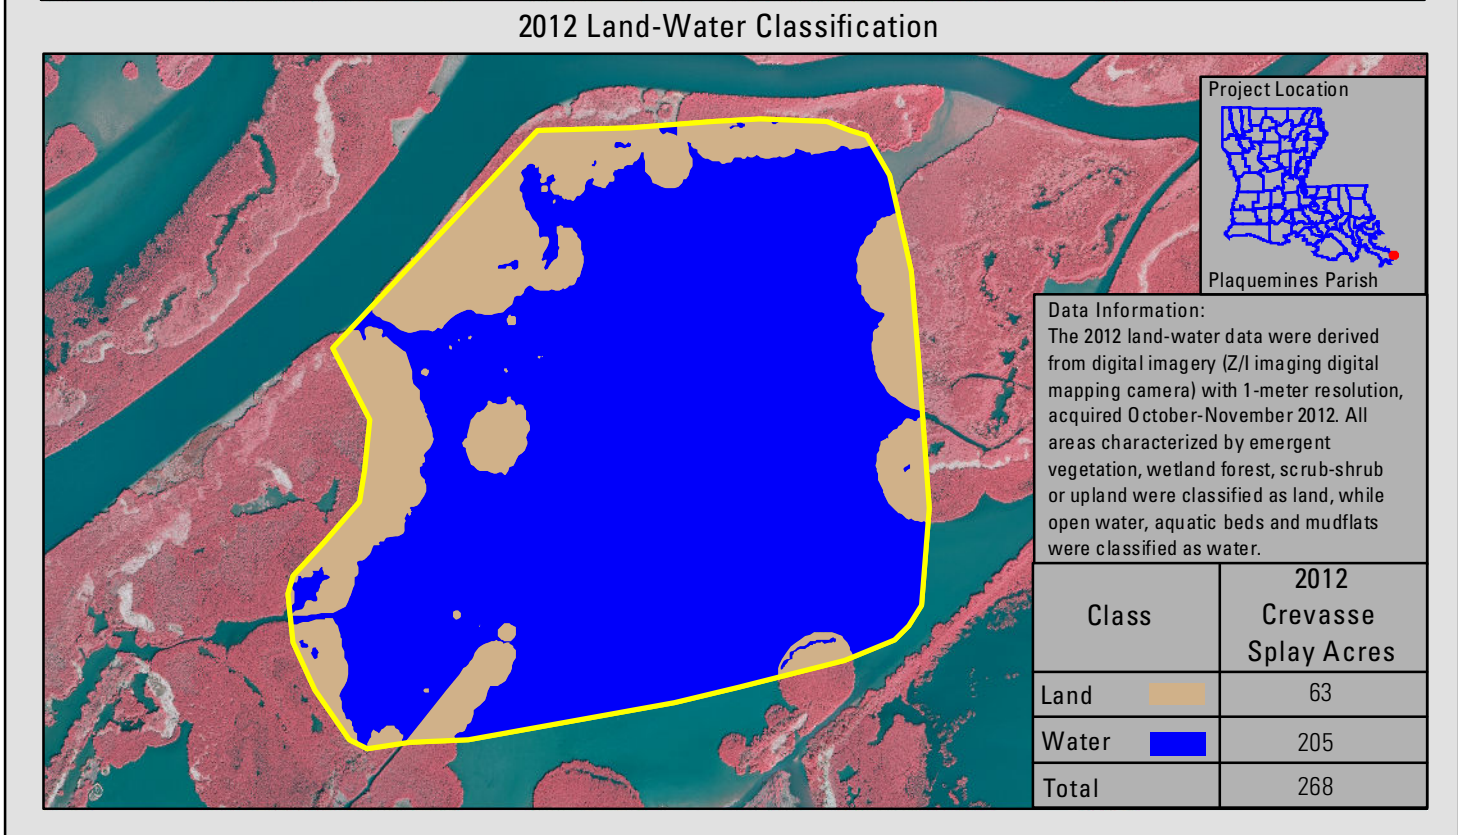 2012 Land-Water Classification
Project Location
Plaquemines Parish
Data Information:
The 2012 land-water data were derived
from digital imagery (Z/I imaging digital
mapping camera) with 1-meter resolution,
acquired October-November 2012. All
areas characterized by emergent
vegetation, wetland forest, scrub-shrub
or upland were classified as land, while
open water, aquatic beds and mudflats
were classified as water.
Class
2012
Crevasse
Splay Acres
Land 63
Water 205
Total 268